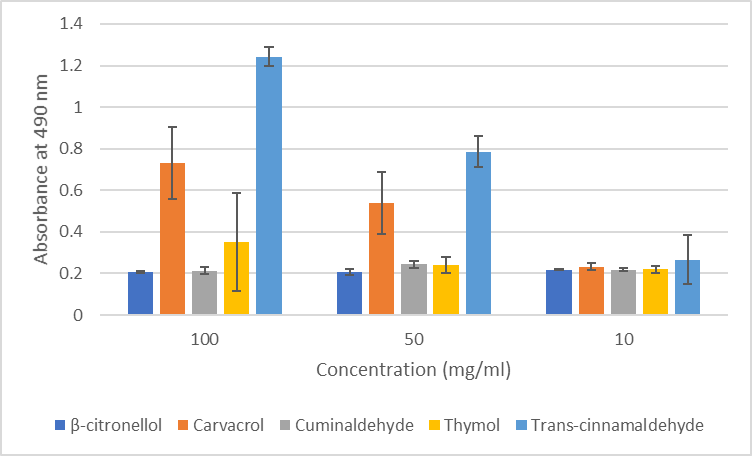 1.4
1.2
1
0.8
0.6
0.4
0.2
0
Absorbance at 490 nm
100 50 10
Concentration (mg/ml)
β-citronellol Carvacrol Cuminaldehyde Thymol Trans-cinnamaldehyde